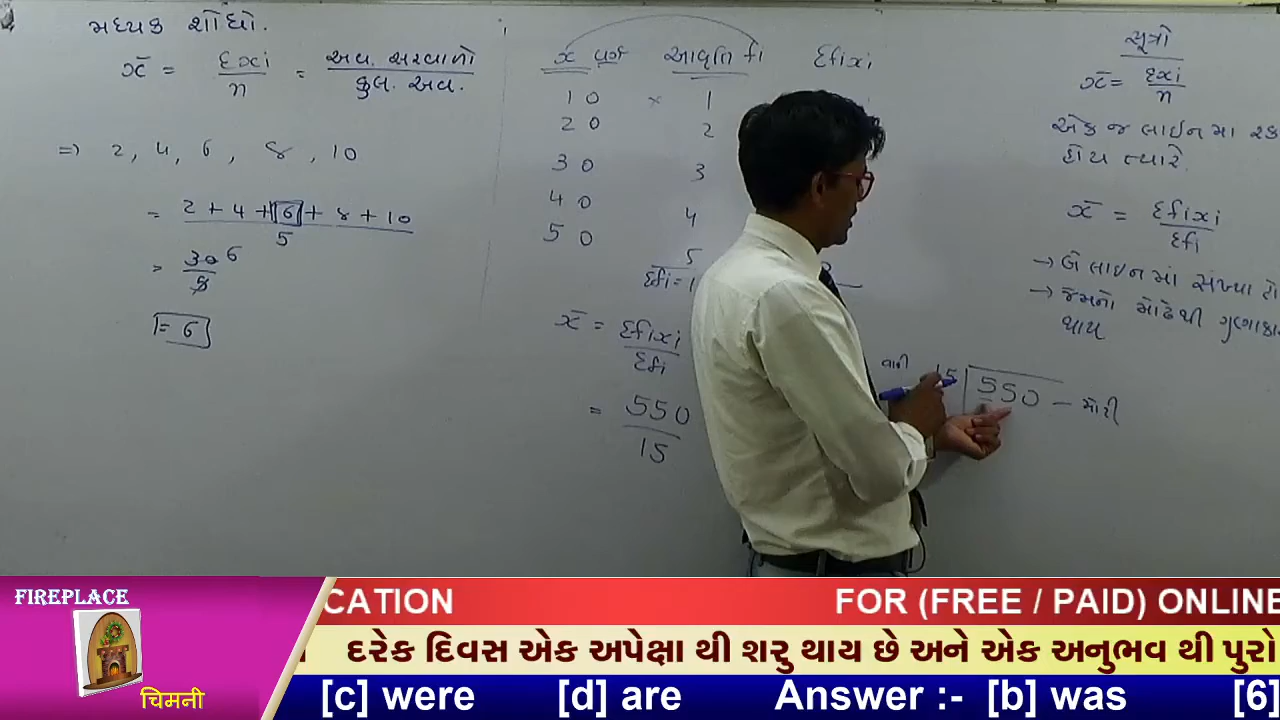 મધ્યક શોધો.
x̄ = Σxi / n = અવ. સરવાળો / કુલ. અવ.
⇒ 2, 4, 6, 8, 10
= 2 + 4 + 6 + 8 + 10 / 5
= 30 / 5 6
= 6
x વર્ગ આવૃતિ fi Σfixi
10 × 1
20 2
30 3
40 4
50 5
Σfi = 1
x̄ = Σfixi / Σfi
= 550 / 15
સૂત્રો
x̄ = Σxi / n
એક જ લાઈન મા
હોય ત્યારે.
x̄ = Σfixi / Σfi
→ બે લાઇન માં સંખ્યા
→ જેમનો મોઢેથી
થાય
15 550 — મોટી
FIREPLACE
चिमनी
CATION FOR (FREE / PAID) ONLINE
દરેક દિવસ એક અપેક્ષા થી શરુ થાય છે અને એક અનુભવ થી પુરો
[c] were [d] are Answer :- [b] was [6]